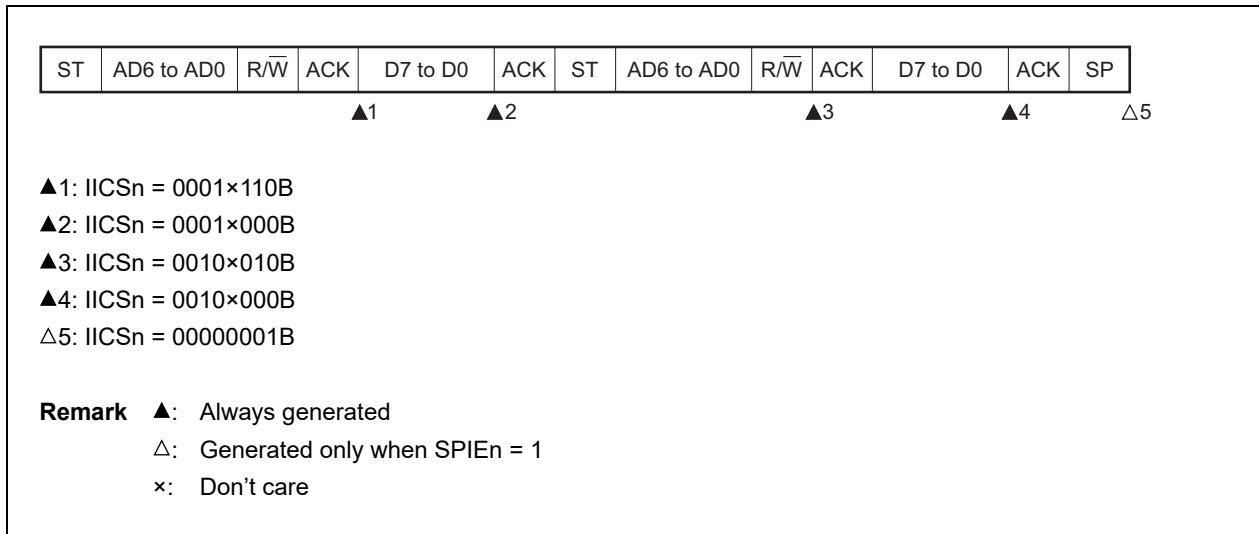 ST AD6 to AD0 R/W̅ ACK D7 to D0 ACK ST AD6 to AD0 R/W̅ ACK D7 to D0 ACK SP
▲1 ▲2 ▲3 ▲4 △5
▲1: IICSn = 0001×110B
▲2: IICSn = 0001×000B
▲3: IICSn = 0010×010B
▲4: IICSn = 0010×000B
△5: IICSn = 00000001B
Remark ▲: Always generated
△: Generated only when SPIEn = 1
×: Don't care